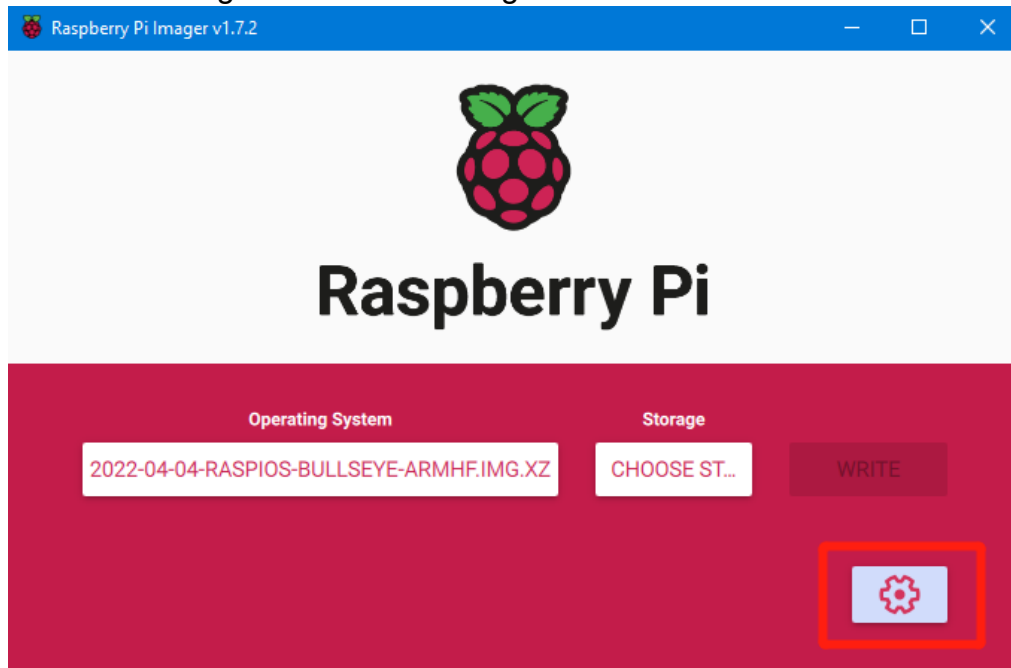 Raspberry Pi Imager v1.7.2
Raspberry Pi
Operating System Storage
2022-04-04-RASPIOS-BULLSEYE-ARMHF.IMG.XZ CHOOSE ST... WRITE